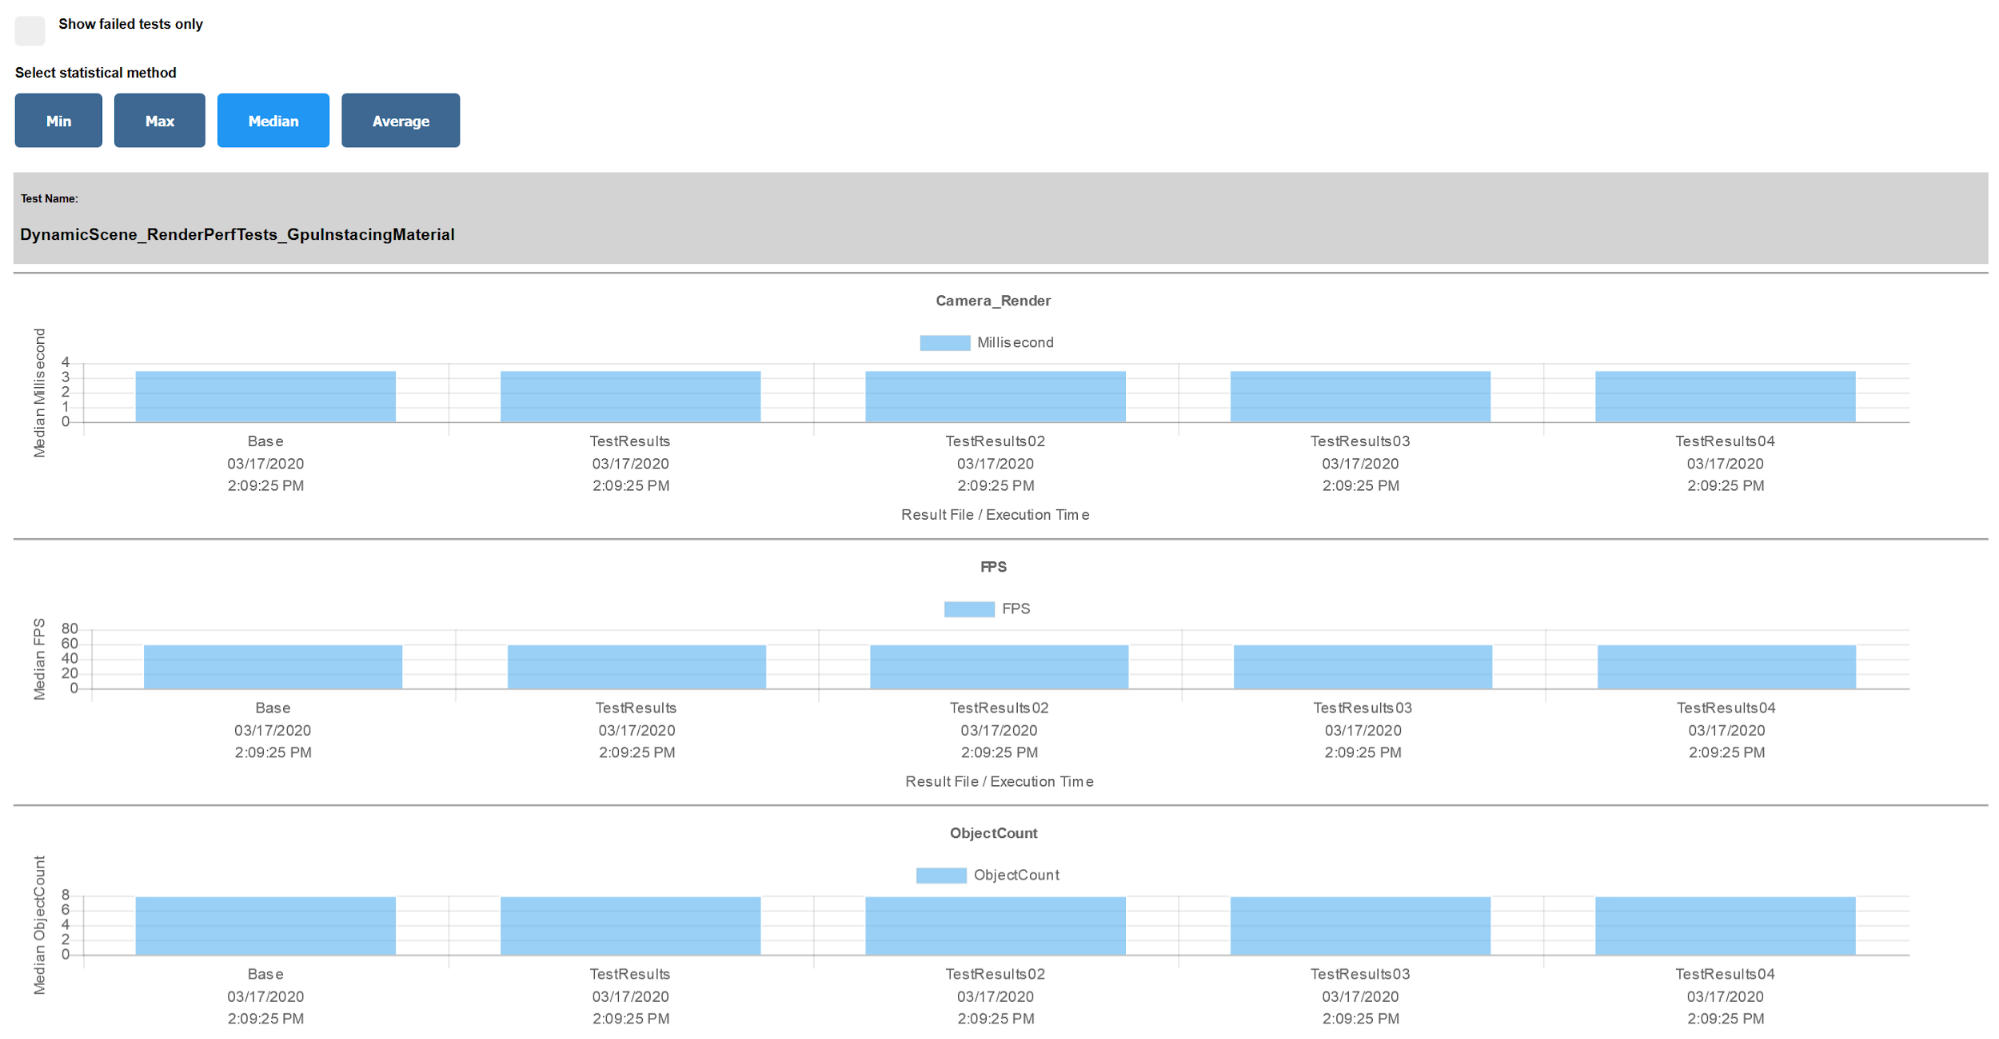 Show failed tests only
Select statistical method
Min Max Median Average
Test Name:
DynamicScene_RenderPerfTests_GpuInstacingMaterial
Camera_Render
Millisecond
Median Millisecond
4
3
2
1
0
Base TestResults TestResults02 TestResults03 TestResults04
03/17/2020 03/17/2020 03/17/2020 03/17/2020 03/17/2020
2:09:25 PM 2:09:25 PM 2:09:25 PM 2:09:25 PM 2:09:25 PM
Result File / Execution Time
FPS
FPS
Median FPS
80
60
40
20
0
Base TestResults TestResults02 TestResults03 TestResults04
03/17/2020 03/17/2020 03/17/2020 03/17/2020 03/17/2020
2:09:25 PM 2:09:25 PM 2:09:25 PM 2:09:25 PM 2:09:25 PM
Result File / Execution Time
ObjectCount
ObjectCount
Median ObjectCount
8
6
4
2
0
Base TestResults TestResults02 TestResults03 TestResults04
03/17/2020 03/17/2020 03/17/2020 03/17/2020 03/17/2020
2:09:25 PM 2:09:25 PM 2:09:25 PM 2:09:25 PM 2:09:25 PM